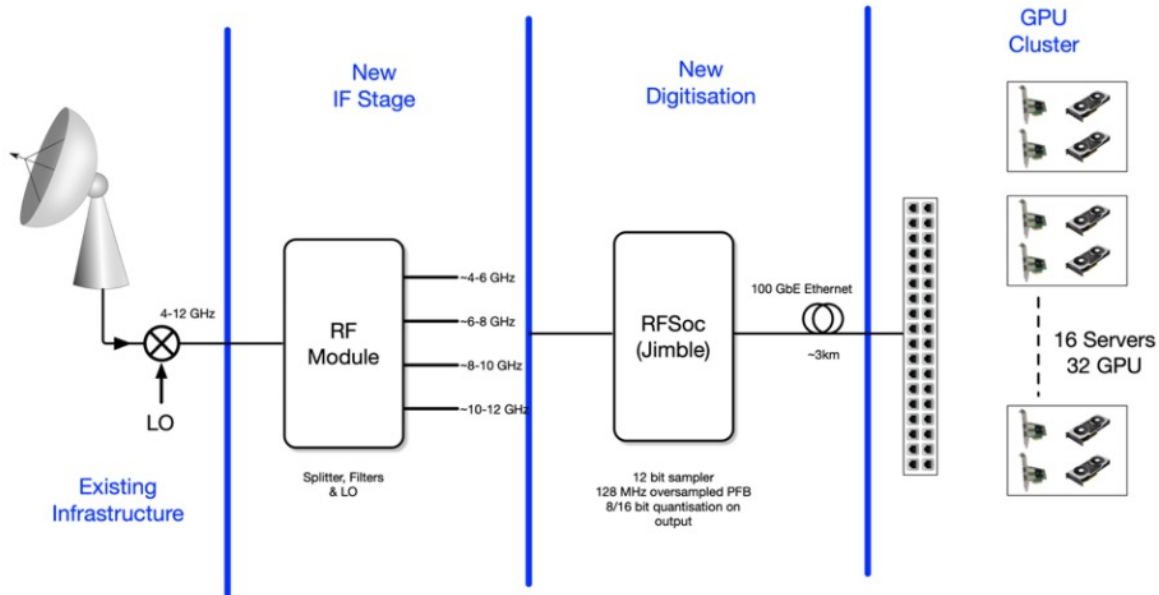 GPU
Cluster
New
IF Stage
New
Digitisation
4-12 GHz
LO
RF
Module
~4-6 GHz
~6-8 GHz
~8-10 GHz
~10-12 GHz
Splitter, Filters
& LO
RFSoc
(Jimble)
12 bit sampler
128 MHz oversampled PFB
8/16 bit quantisation on
output
100 GbE Ethernet
~3km
16 Servers
32 GPU
Existing
Infrastructure